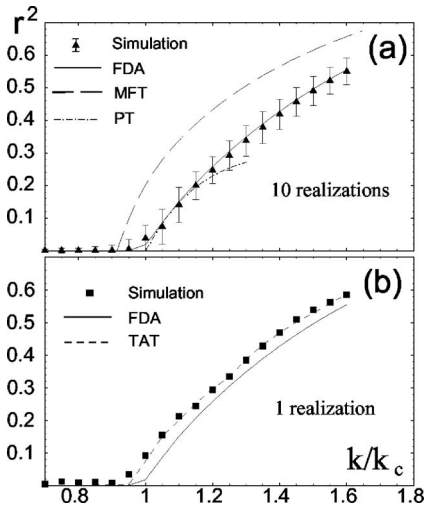 r²
(a)
Simulation
FDA
MFT
PT
0.6
0.5
0.4
0.3
0.2
0.1
10 realizations
(b)
Simulation
FDA
TAT
0.6
0.5
0.4
0.3
0.2
0.1
1 realization
k/k_c
0.8 1 1.2 1.4 1.6 1.8